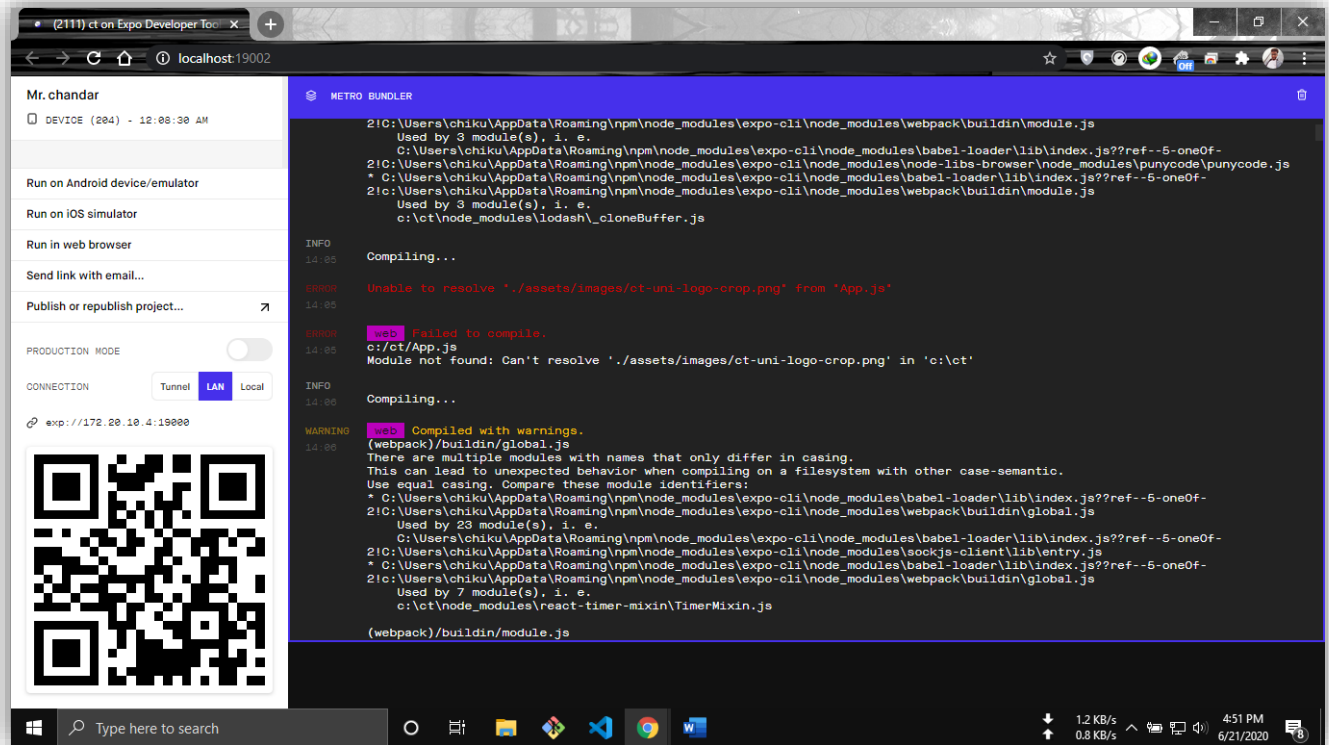 (2111) ct on Expo Developer Too
localhost:19002
Off
Mr. chandar
DEVICE (204) - 12:08:30 AM
Run on Android device/emulator
Run on iOS simulator
Run in web browser
Send link with email...
Publish or republish project...
PRODUCTION MODE
CONNECTION Tunnel LAN Local
exp://172.20.10.4:19000
METRO BUNDLER
2!C:\Users\chiku\AppData\Roaming\npm\node_modules\expo-cli\node_modules\webpack\buildin\module.js
Used by 3 module(s), i. e.
C:\Users\chiku\AppData\Roaming\npm\node_modules\expo-cli\node_modules\babel-loader\lib\index.js??ref--5-oneOf-
2!C:\Users\chiku\AppData\Roaming\npm\node_modules\expo-cli\node_modules\node-libs-browser\node_modules\punycode\punycode.js
* C:\Users\chiku\AppData\Roaming\npm\node_modules\expo-cli\node_modules\babel-loader\lib\index.js??ref--5-oneOf-
2!c:\Users\chiku\AppData\Roaming\npm\node_modules\expo-cli\node_modules\webpack\buildin\module.js
Used by 3 module(s), i. e.
c:\ct\node_modules\lodash\_cloneBuffer.js
INFO
14:05 Compiling...
ERROR Unable to resolve "./assets/images/ct-uni-logo-crop.png" from "App.js"
14:05
ERROR web Failed to compile.
14:05 c:/ct/App.js
Module not found: Can't resolve './assets/images/ct-uni-logo-crop.png' in 'c:\ct'
INFO
14:06 Compiling...
WARNING web Compiled with warnings.
14:06 (webpack)/buildin/global.js
There are multiple modules with names that only differ in casing.
This can lead to unexpected behavior when compiling on a filesystem with other case-semantic.
Use equal casing. Compare these module identifiers:
* C:\Users\chiku\AppData\Roaming\npm\node_modules\expo-cli\node_modules\babel-loader\lib\index.js??ref--5-oneOf-
2!C:\Users\chiku\AppData\Roaming\npm\node_modules\expo-cli\node_modules\webpack\buildin\global.js
Used by 23 module(s), i. e.
C:\Users\chiku\AppData\Roaming\npm\node_modules\expo-cli\node_modules\babel-loader\lib\index.js??ref--5-oneOf-
2!C:\Users\chiku\AppData\Roaming\npm\node_modules\expo-cli\node_modules\sockjs-client\lib\entry.js
* C:\Users\chiku\AppData\Roaming\npm\node_modules\expo-cli\node_modules\babel-loader\lib\index.js??ref--5-oneOf-
2!c:\Users\chiku\AppData\Roaming\npm\node_modules\expo-cli\node_modules\webpack\buildin\global.js
Used by 7 module(s), i. e.
c:\ct\node_modules\react-timer-mixin\TimerMixin.js
(webpack)/buildin/module.js
Type here to search
1.2 KB/s
0.8 KB/s
4:51 PM
6/21/2020
8